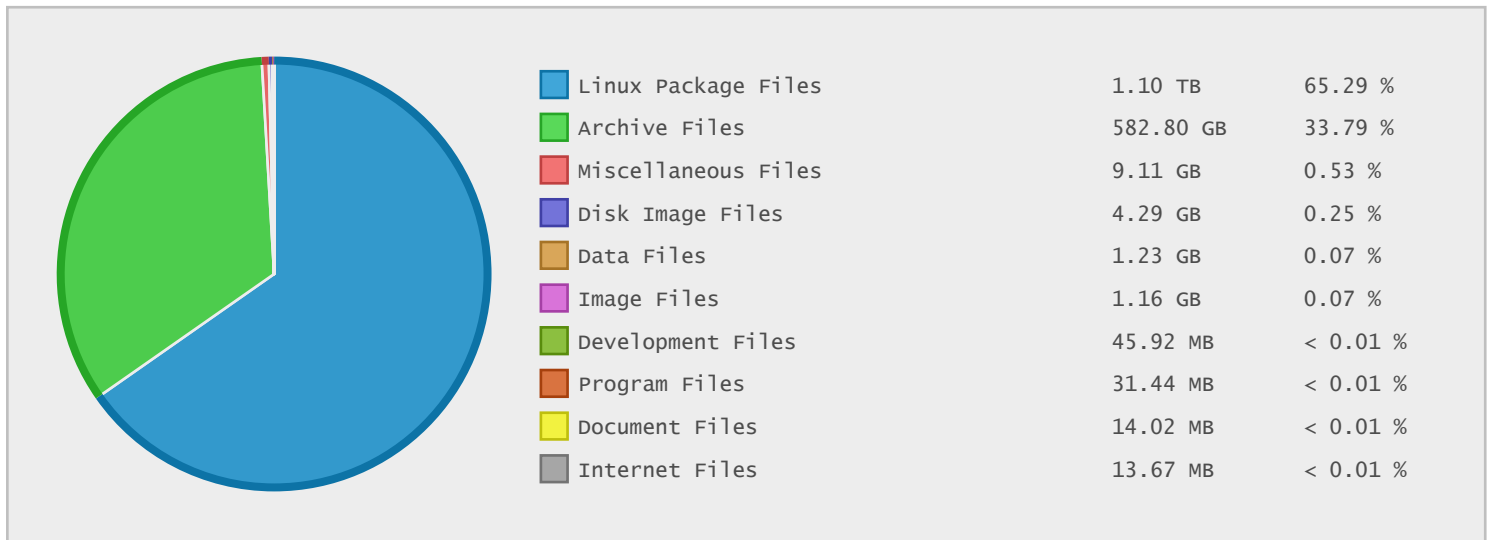 Linux Package Files 1.10 TB 65.29 %
Archive Files 582.80 GB 33.79 %
Miscellaneous Files 9.11 GB 0.53 %
Disk Image Files 4.29 GB 0.25 %
Data Files 1.23 GB 0.07 %
Image Files 1.16 GB 0.07 %
Development Files 45.92 MB < 0.01 %
Program Files 31.44 MB < 0.01 %
Document Files 14.02 MB < 0.01 %
Internet Files 13.67 MB < 0.01 %